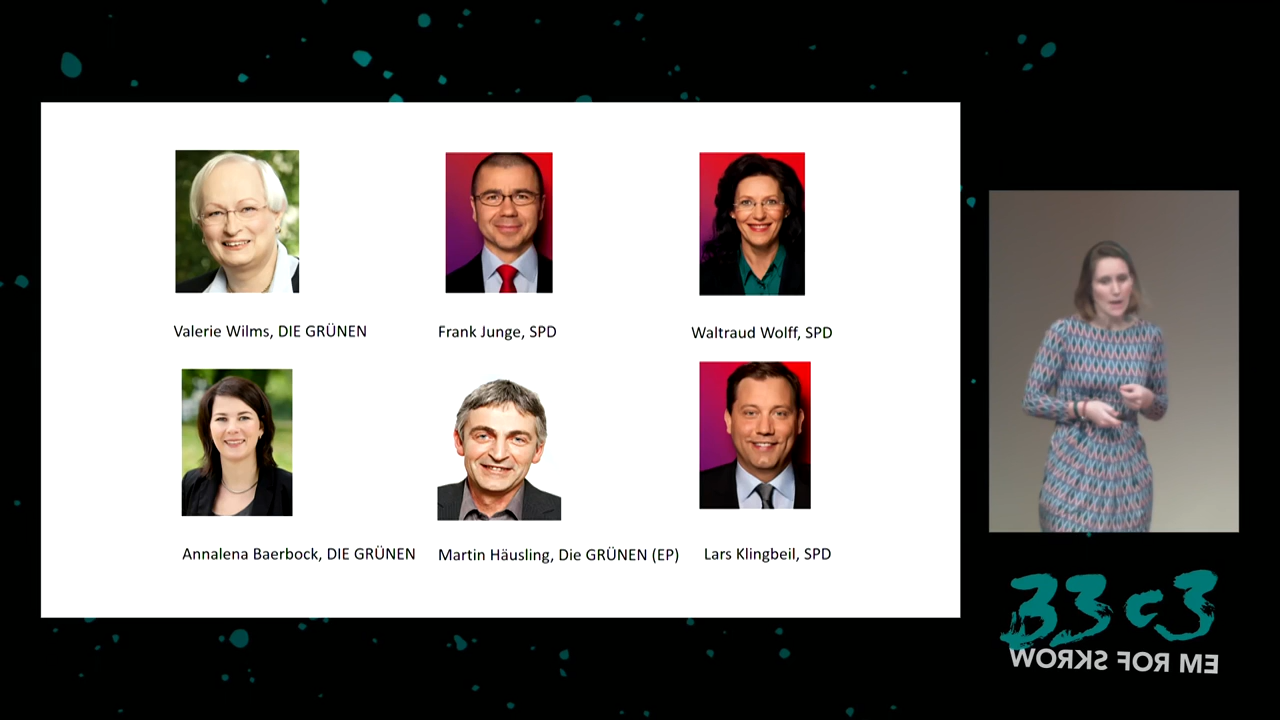 Valerie Wilms, DIE GRÜNEN
Frank Junge, SPD
Waltraud Wolff, SPD
Annalena Baerbock, DIE GRÜNEN
Martin Häusling, Die GRÜNEN (EP)
Lars Klingbeil, SPD
33c3
WORKS FOR ME